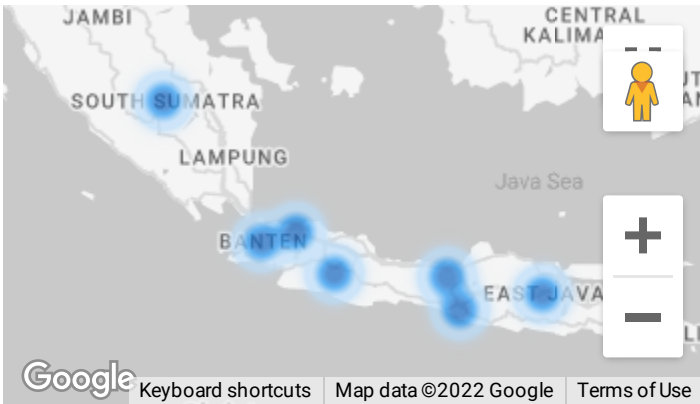 JAMBI
CENTRAL
KALIMA
SOUTH SUMATRA
LAMPUNG
Java Sea
BANTEN
EAST JAVA
Google
Keyboard shortcuts
Map data ©2022 Google
Terms of Use